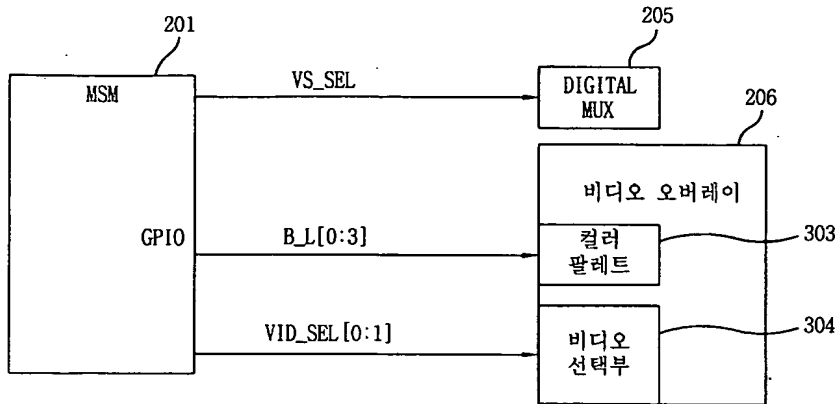 201
MSM
VS_SEL
205
DIGITAL
MUX
206
비디오 오버레이
GPIO
B_L[0:3]
컬러
팔레트
303
VID_SEL[0:1]
비디오
선택부
304